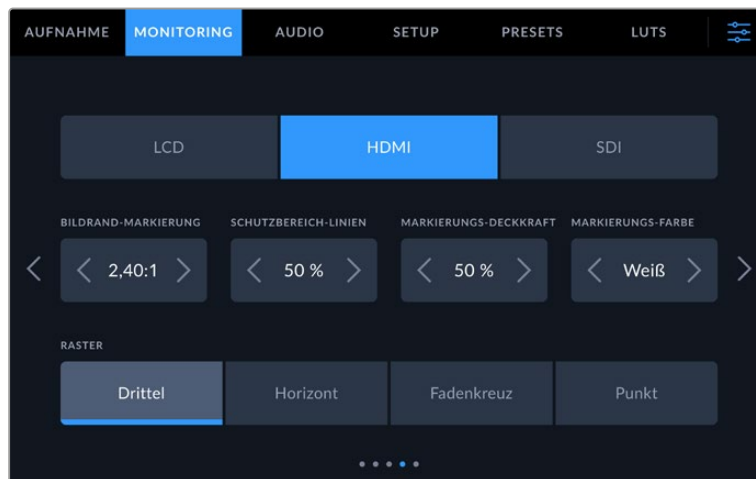 AUFNAHME MONITORING AUDIO SETUP PRESETS LUTS
LCD HDMI SDI
BILDRAND-MARKIERUNG SCHUTZBEREICH-LINIEN MARKIERUNGS-DECKKRAFT MARKIERUNGS-FARBE
2,40:1 50 % 50 % Weiß
RASTER
Drittel Horizont Fadenkreuz Punkt